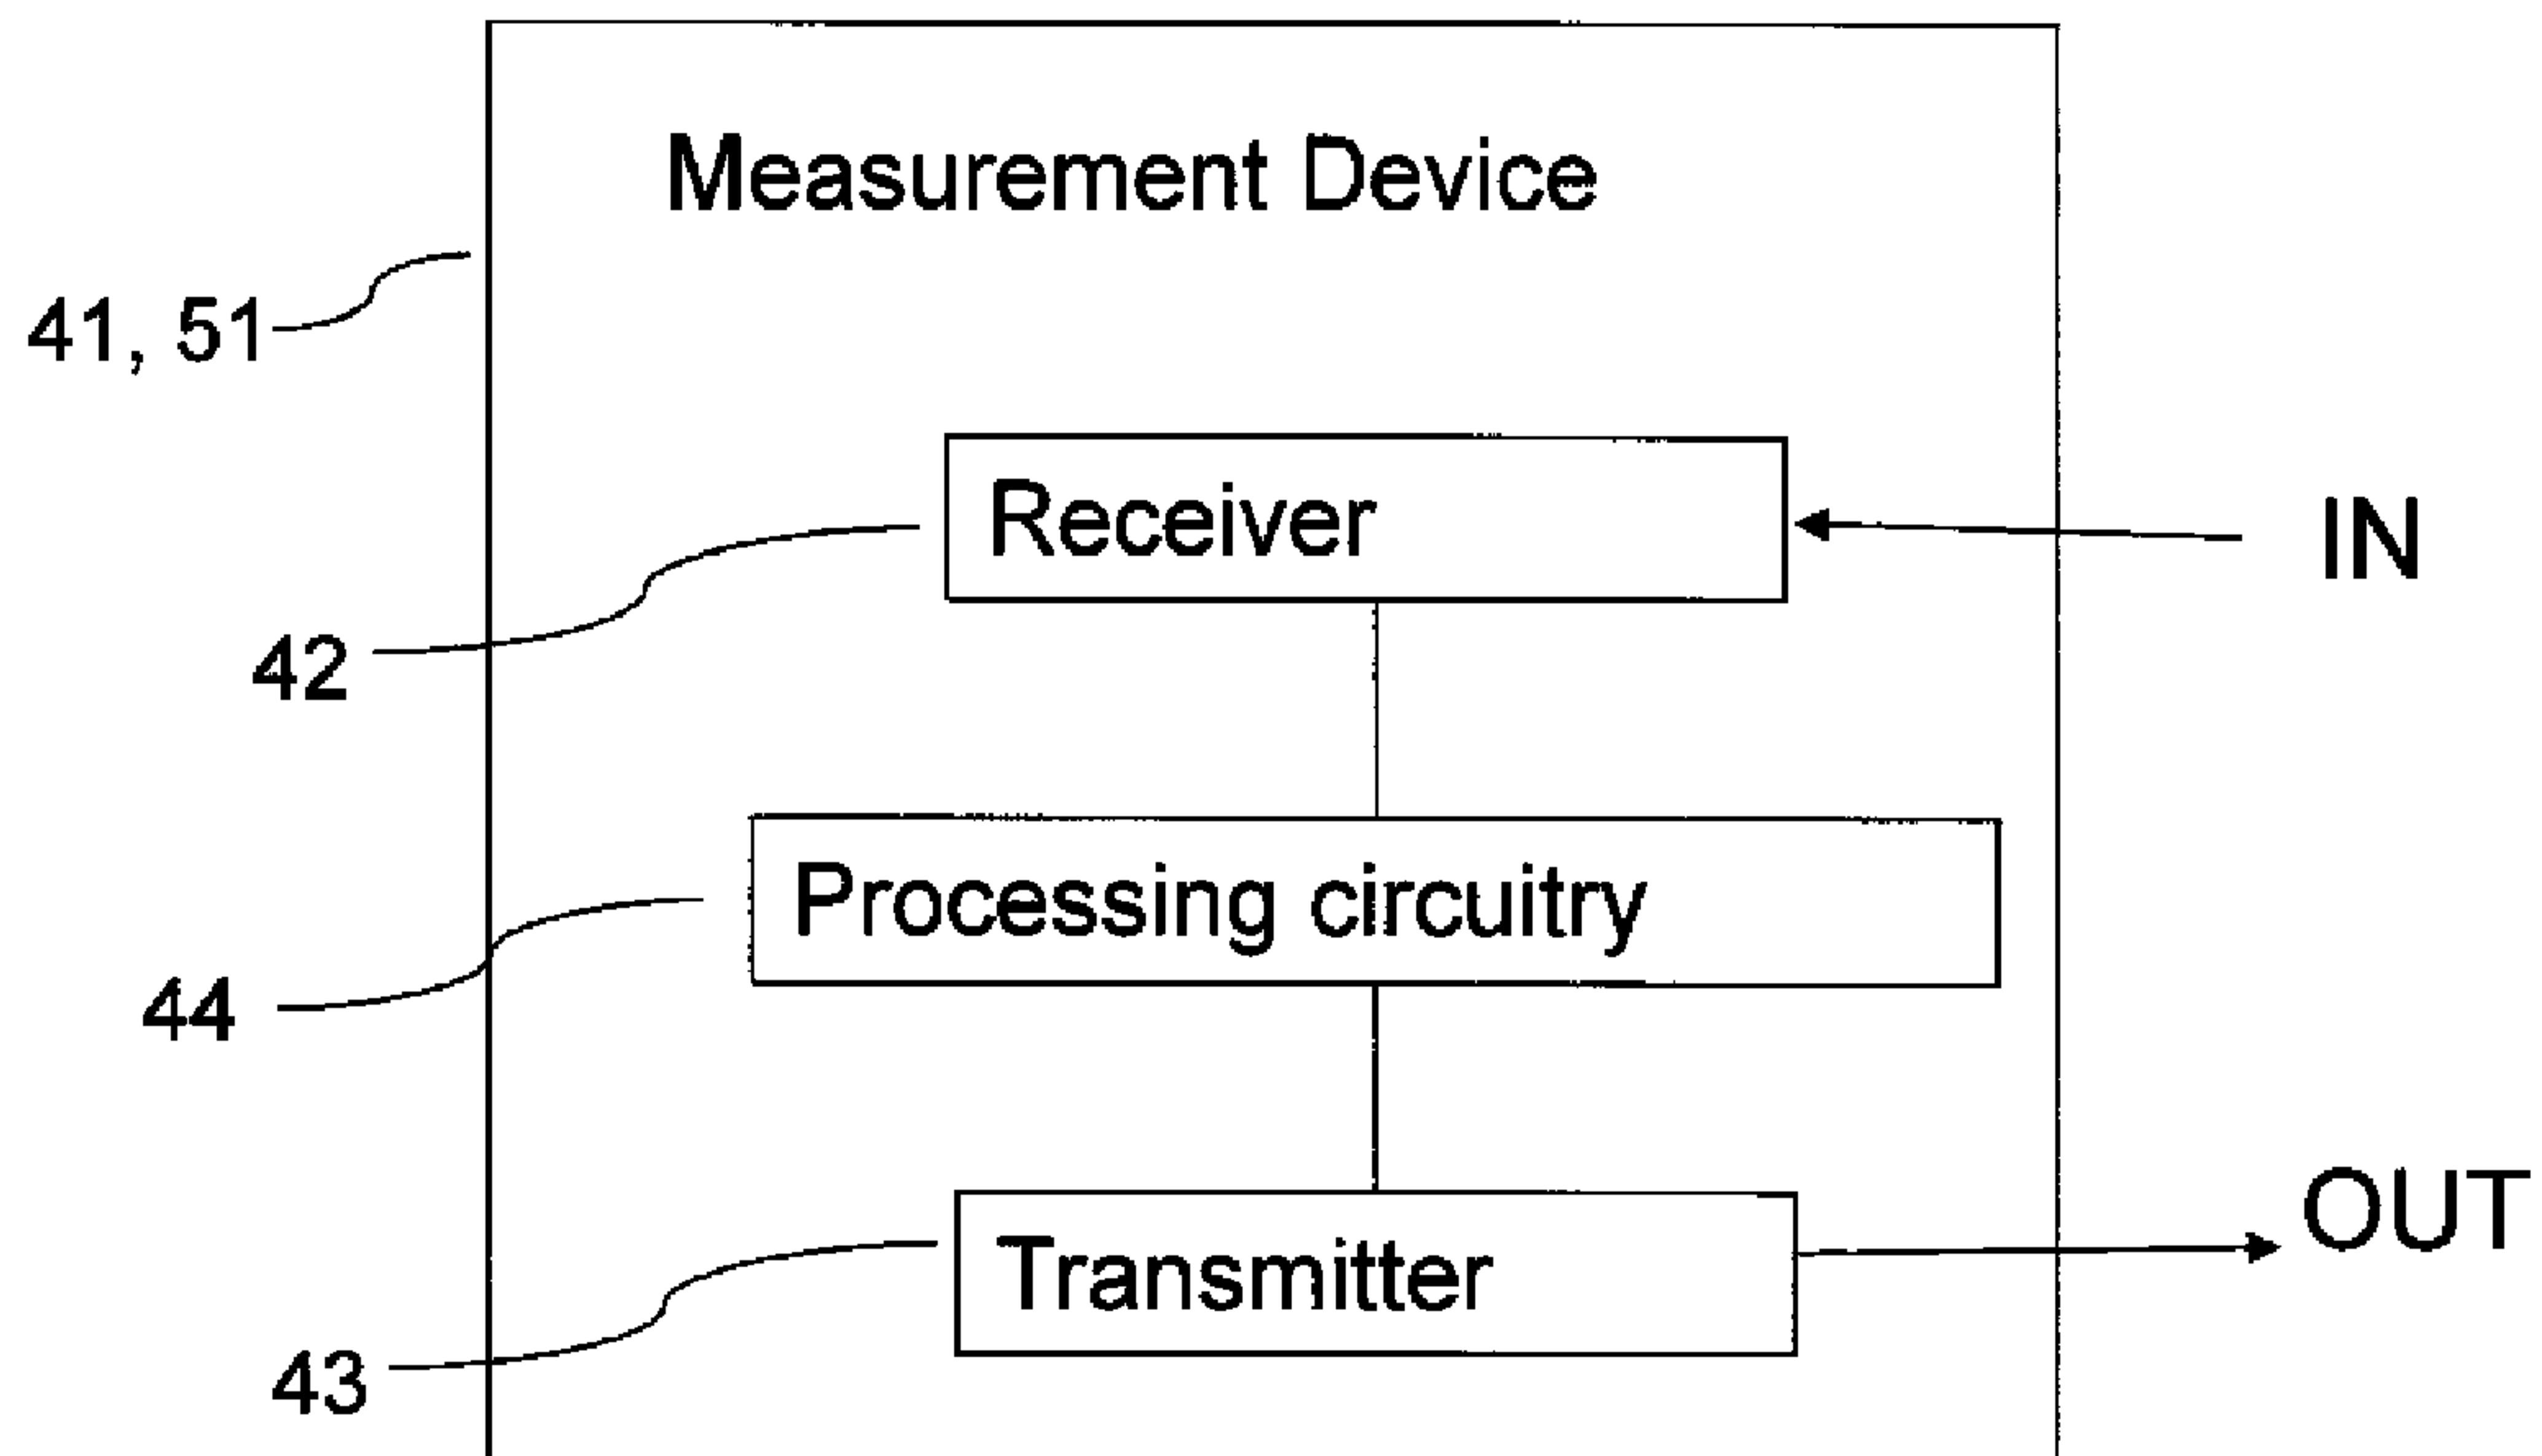 Measurement Device
41, 51
Receiver
IN
42
Processing circuitry
44
OUT
Transmitter
43